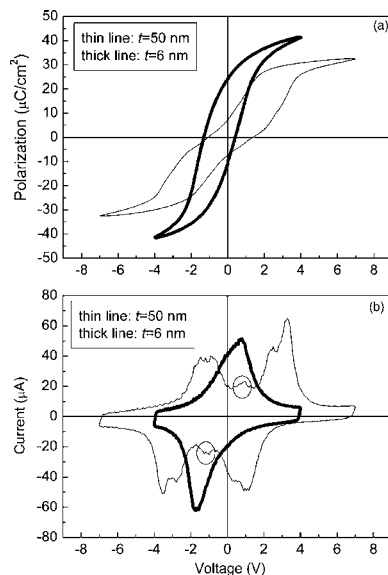 (a)
thin line: t=50 nm
thick line: t=6 nm
Polarization (μC/cm²)
50
40
30
20
10
0
-10
-20
-30
-40
-50
-8 -6 -4 -2 0 2 4 6 8
(b)
thin line: t=50 nm
thick line: t=6 nm
Current (μA)
80
60
40
20
0
-20
-40
-60
-80
-8 -6 -4 -2 0 2 4 6 8
Voltage (V)